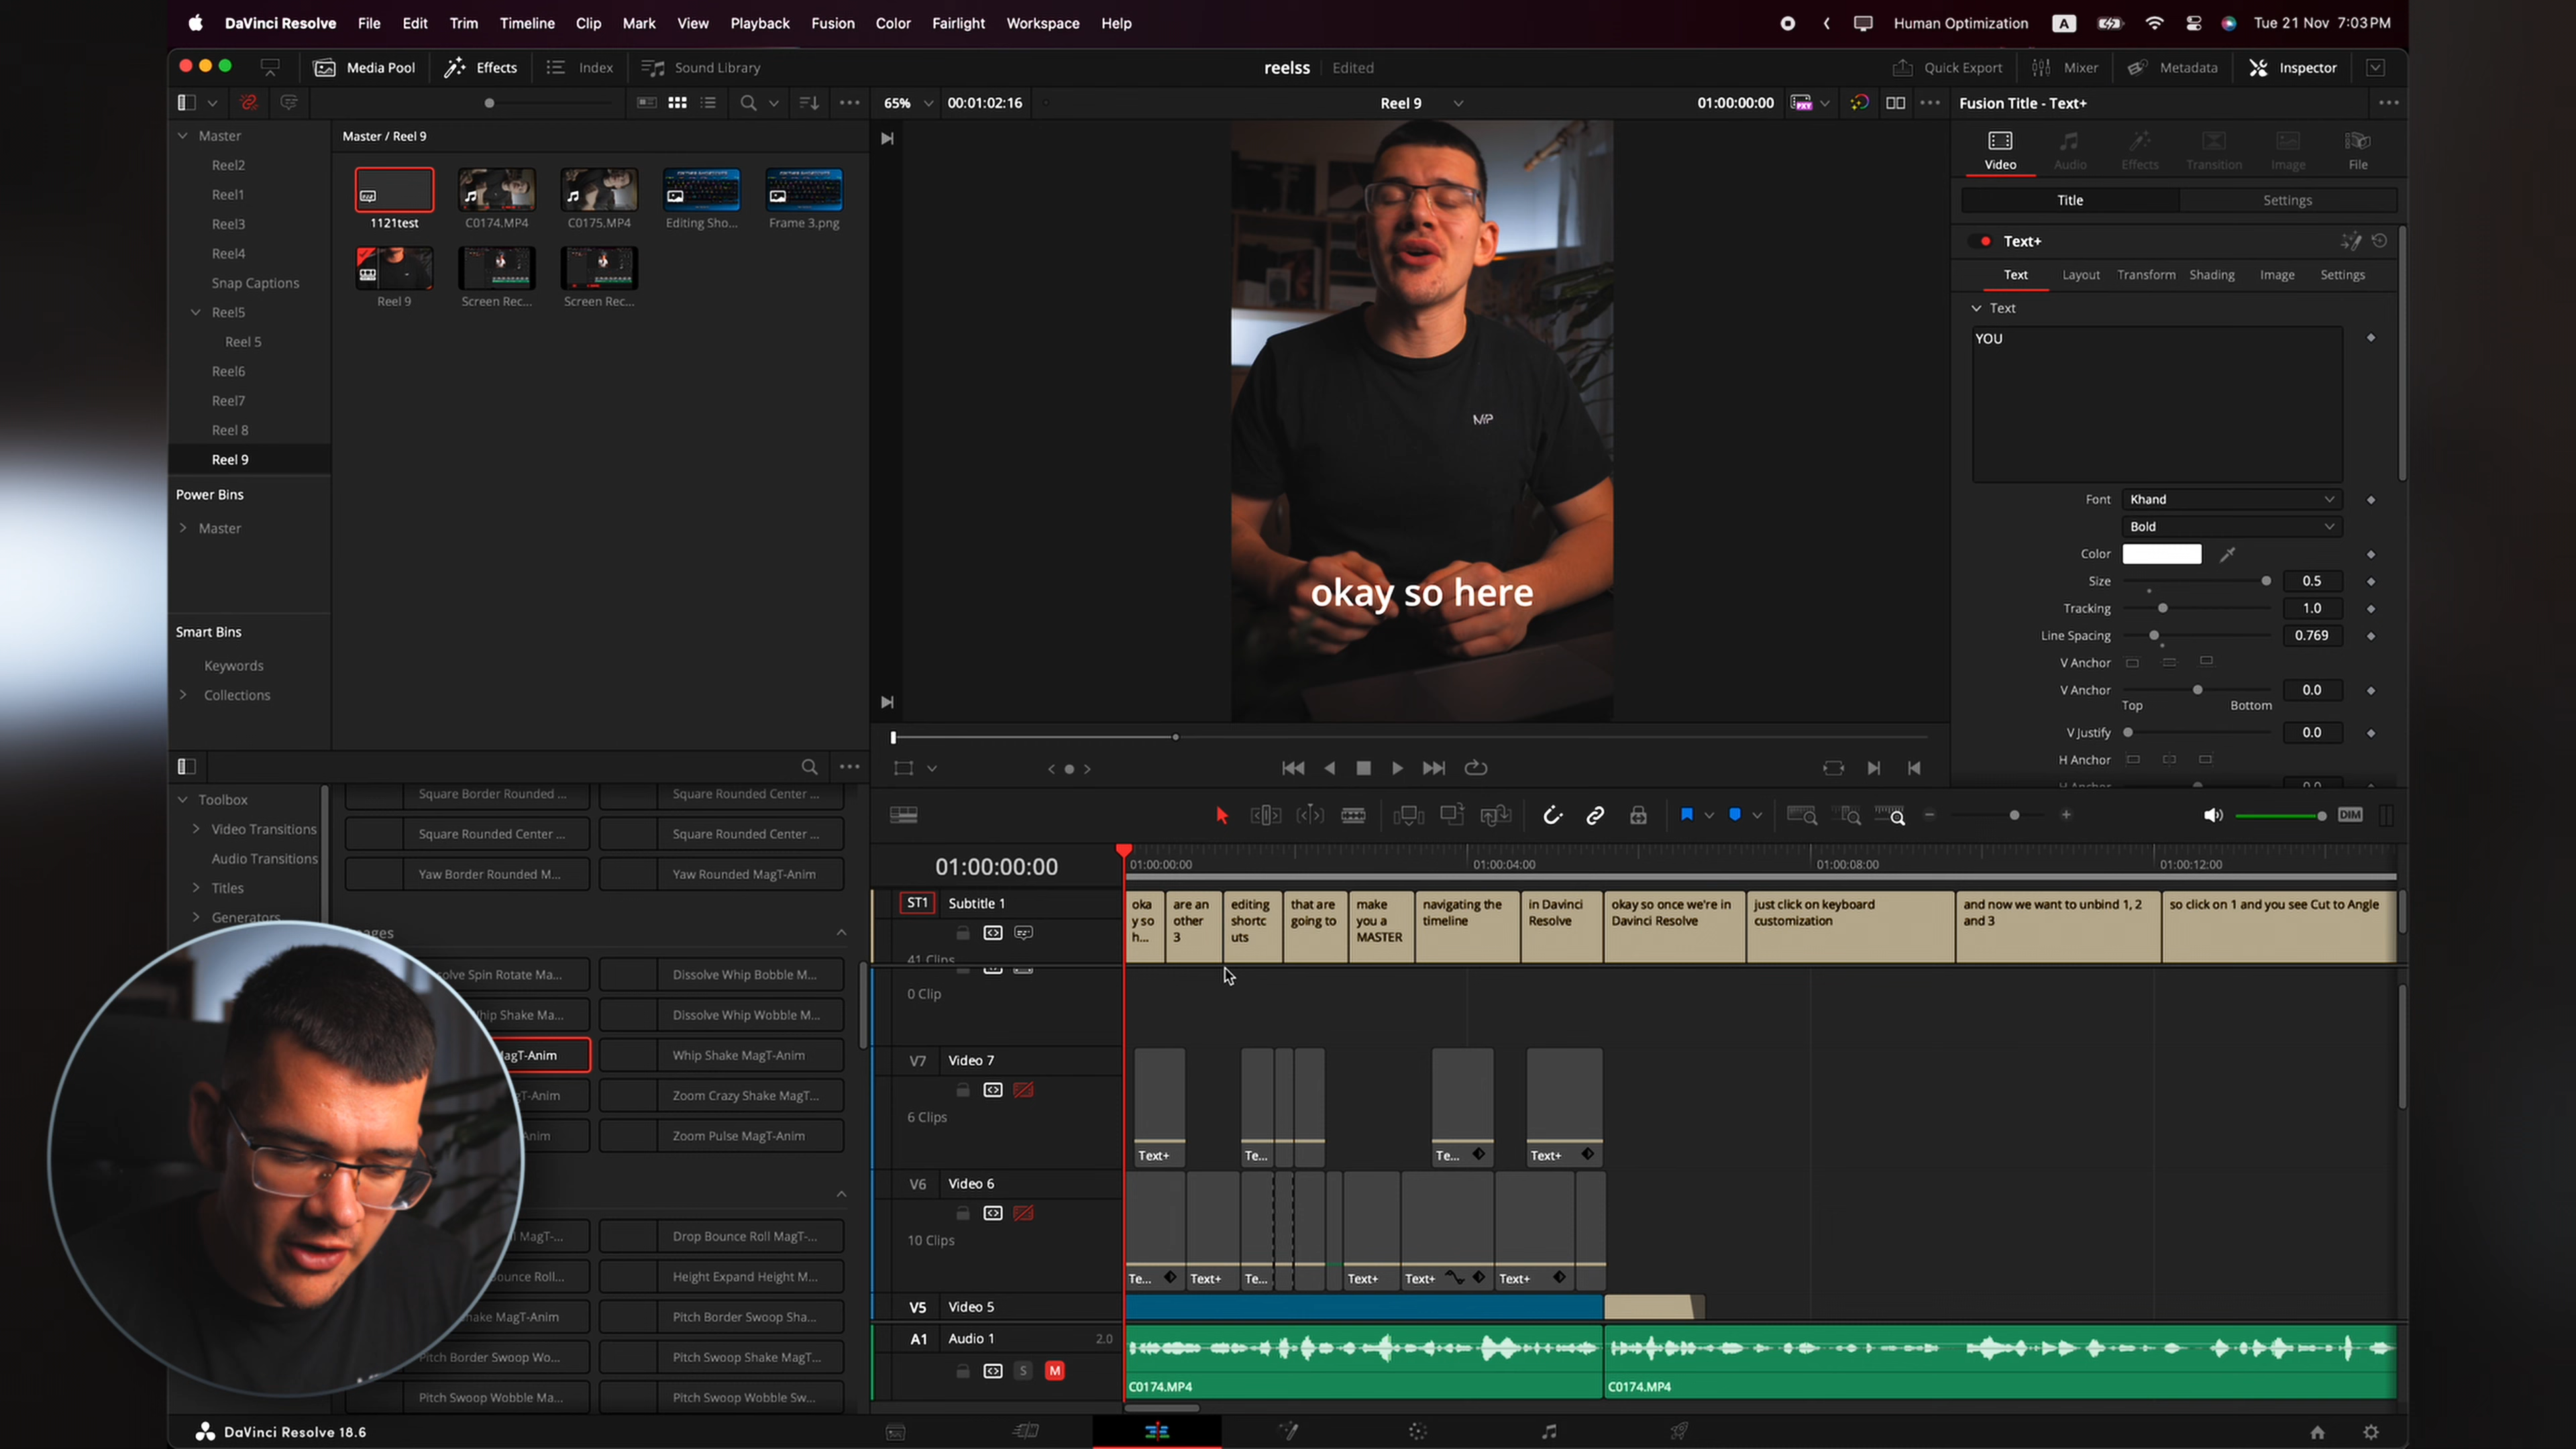 DaVinci Resolve File Edit Trim Timeline Clip Mark View Playback Fusion Color Fairlight Workspace Help
Human Optimization A Tue 21 Nov 7:03PM
Media Pool Effects Index Sound Library
reelss Edited
Quick Export Mixer Metadata Inspector
65% 00:01:02:16 Reel 9 01:00:00:00
Fusion Title - Text+
Master
Reel2
Reel1
Reel3
Reel4
Snap Captions
Reel5
Reel 5
Reel6
Reel7
Reel 8
Reel 9
Power Bins
Master
Smart Bins
Keywords
Collections
Master / Reel 9
1121test C0174.MP4 C0175.MP4 Editing Sho... Frame 3.png
Reel 9 Screen Rec... Screen Rec...
MP
okay so here
Video Audio Effects Transition Image File
Title Settings
Text+
Text Layout Transform Shading Image Settings
Text
YOU
Font Khand
Bold
Color
Size 0.5
Tracking 1.0
Line Spacing 0.769
V Anchor
V Anchor 0.0
Top Bottom
V Justify 0.0
H Anchor
Toolbox
Video Transitions
Audio Transitions
Titles
Generators
Square Border Rounded ... Square Rounded Center ...
Square Rounded Center ... Square Rounded Center ...
Yaw Border Rounded M... Yaw Rounded MagT-Anim
Dissolve Whip Bobble M...
Dissolve Whip Wobble M...
Whip Shake MagT-Anim
Zoom Crazy Shake MagT...
Zoom Pulse MagT-Anim
Drop Bounce Roll MagT-...
Height Expand Height M...
Pitch Border Swoop Sha...
Pitch Border Swoop Wo... Pitch Swoop Shake MagT...
Pitch Swoop Wobble Ma... Pitch Swoop Wobble Sw...
DIM
01:00:00:00
01:00:00:00 01:00:04:00 01:00:08:00 01:00:12:00
ST1 Subtitle 1
41 Clips
oka
y so
h...
are an
other
3
editing
shortc
uts
that are
going to
make
you a
MASTER
navigating the
timeline
in DaVinci
Resolve
okay so once we're in
Davinci Resolve
just click on keyboard
customization
and now we want to unbind 1, 2
and 3
so click on 1 and you see Cut to Angle
0 Clip
V7 Video 7
6 Clips
Text+ Te... Te... Text+
V6 Video 6
10 Clips
Te... Text+ Te... Text+ Text+ Text+
V5 Video 5
A1 Audio 1 2.0
S M
C0174.MP4 C0174.MP4
DaVinci Resolve 18.6